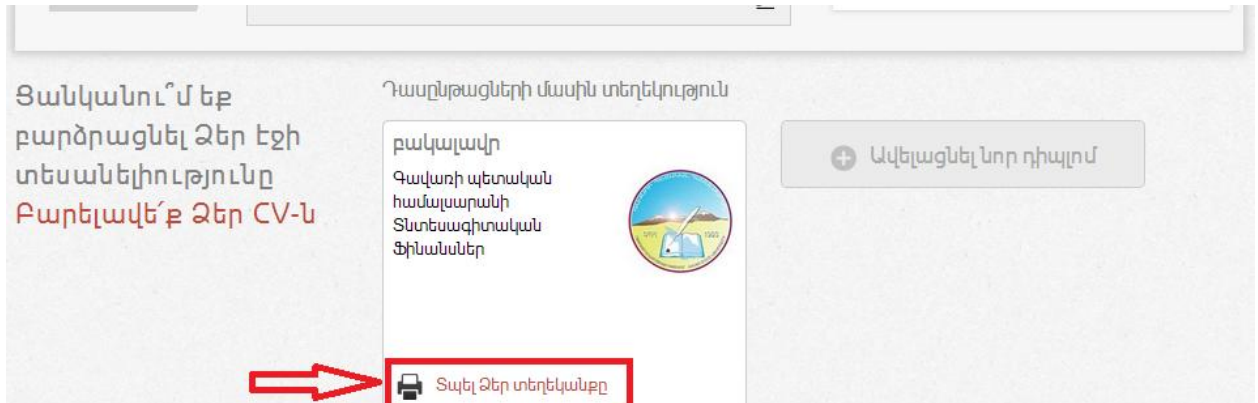 Ցանկանու՞մ եք
բարձրացնել Ձեր էջի
տեսանելիությունը
Բարելավե՛ք Ձեր CV-ն
Դասընթացների մասին տեղեկություն
բակալավր
Գավառի պետական
համալսարանի
Տնտեսագիտական
Ֆինանսներ
Տպել Ձեր տեղեկանքը
Ավելացնել նոր դիպլոմ